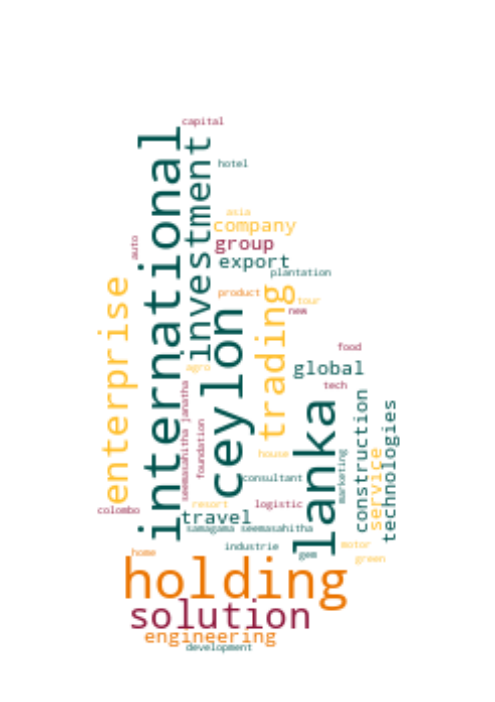 capital
international
investment
hotel
asia
company
auto
group
export
plantation
enterprise
product
trading
tour
new
ceylon
food
agro
global
tech
seemasahitha janatha
lanka
construction
technologies
foundation
house
marketing
service
consultant
resort
logistic
colombo
travel
samagama seemasahitha
industrie
motor
home
gem
green
holding
solution
engineering
development